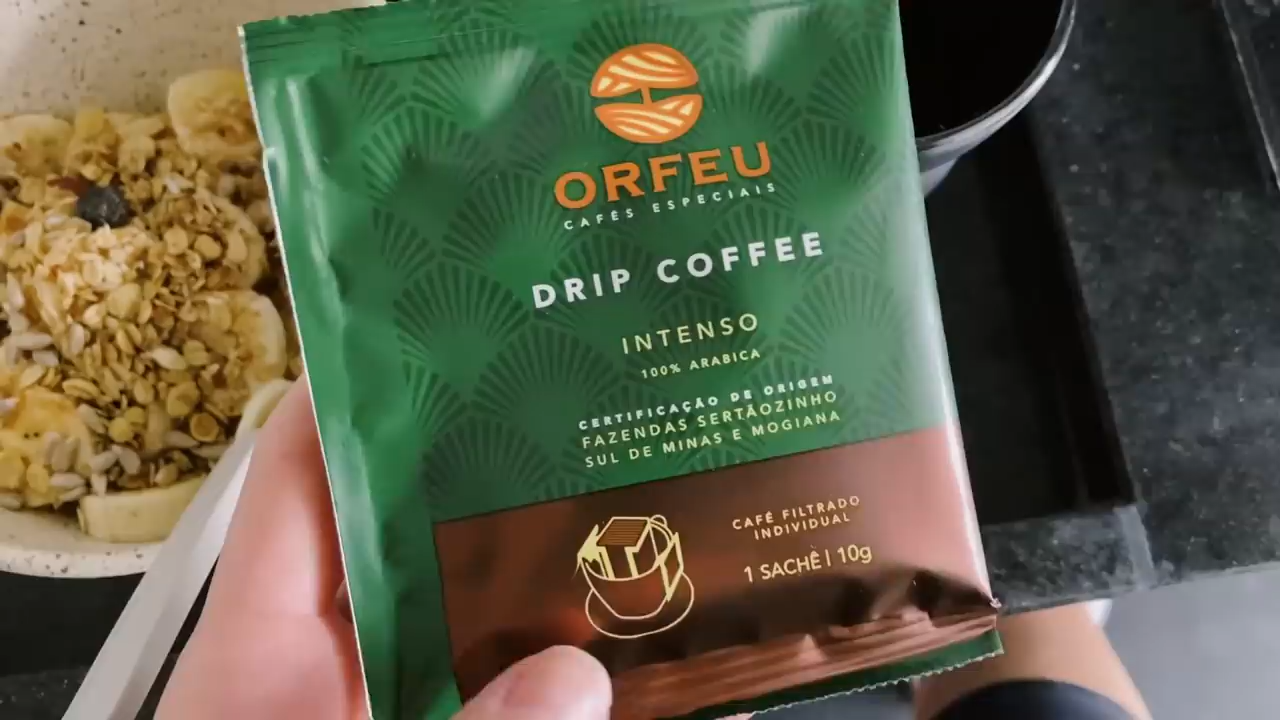 ORFEU
CAFÉS ESPECIAIS
DRIP COFFEE
INTENSO
100% ARABICA
CERTIFICAÇÃO DE ORIGEM
FAZENDAS SERTÃOZINHO
SUL DE MINAS E MOGIANA
CAFÉ FILTRADO
INDIVIDUAL
1 SACHÊ | 10g